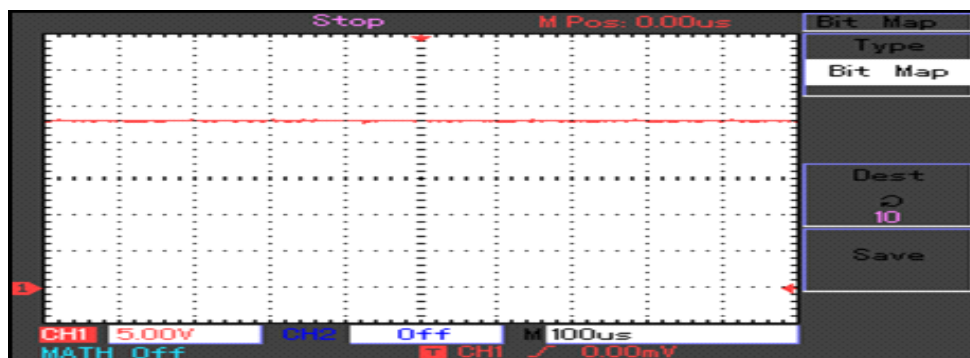 Stop M Pos: 0.00us Bit Map
Type
Bit Map
Dest
10
Save
1
CH1 5.00V CH2 Off M 100us
MATH Off T CH1 0.00mV